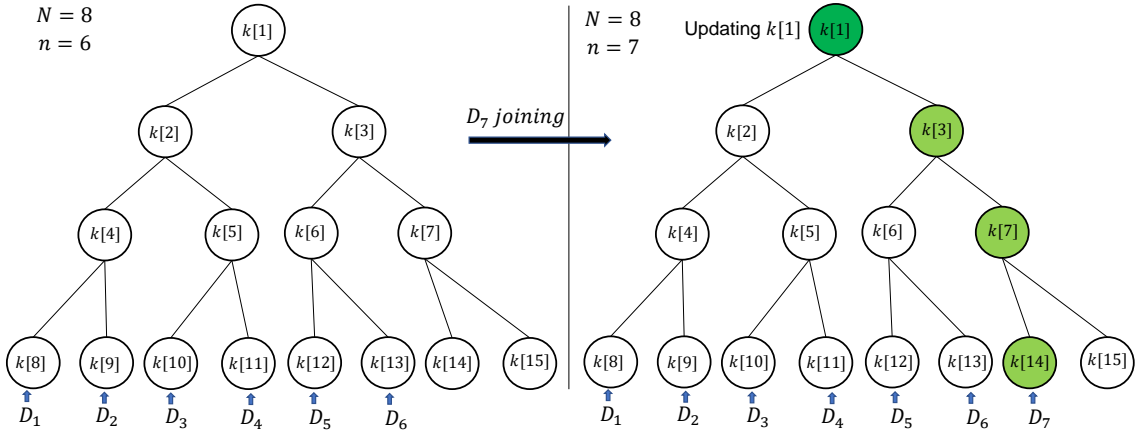 N = 8
n = 6
k[1]
k[2]
k[3]
k[4]
k[5]
k[6]
k[7]
k[8]
k[9]
k[10]
k[11]
k[12]
k[13]
k[14]
k[15]
D₁
D₂
D₃
D₄
D₅
D₆
D₇ joining
N = 8
n = 7
Updating k[1]
k[1]
k[2]
k[3]
k[4]
k[5]
k[6]
k[7]
k[8]
k[9]
k[10]
k[11]
k[12]
k[13]
k[14]
k[15]
D₁
D₂
D₃
D₄
D₅
D₆
D₇